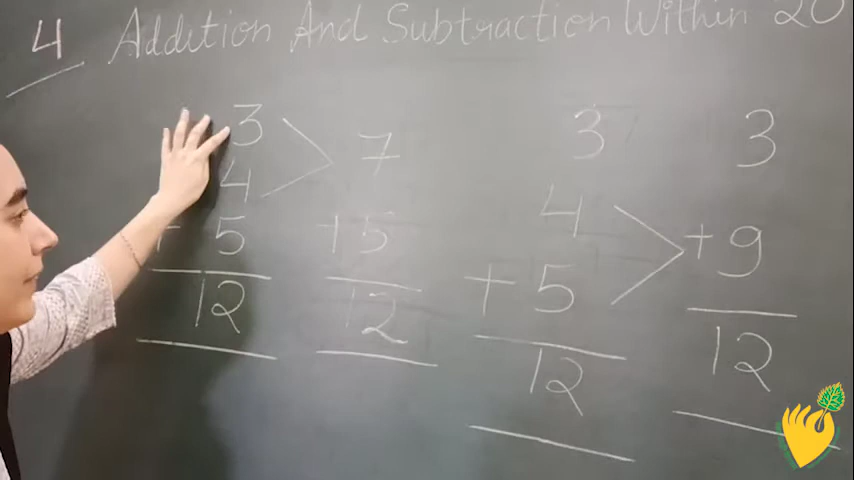 4 Addition And Subtraction Within 20
3 7 3 3
4 4
+ 5 + 5 + 5 + 9
12 12 12 12